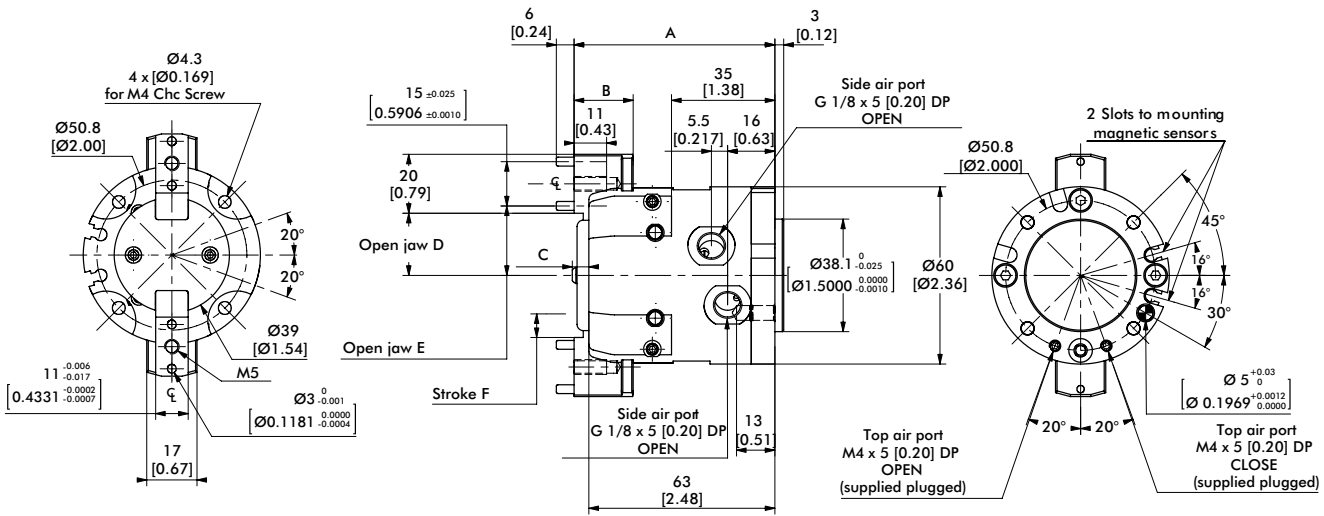 Ø4.3
4 x [Ø0.169]
for M4 Chc Screw
Ø50.8
[Ø2.00]
20°
20°
Ø39
[Ø1.54]
M5
11 -0.006 -0.017
[0.4331 -0.0002 -0.0007]
℄
Ø3 0 -0.001
[Ø0.1181 0.0000 -0.0004]
17
[0.67]
6
[0.24]
A
3
[0.12]
15 ±0.025
[0.5906 ±0.0010]
B
35
[1.38]
Side air port
G 1/8 x 5 [0.20] DP
OPEN
11
[0.43]
5.5
[0.217]
16
[0.63]
20
[0.79]
℄
Open jaw D
C
Ø38.1 0 -0.025
[Ø1.5000 0.0000 -0.0010]
Ø60
[Ø2.36]
Open jaw E
Stroke F
Side air port
G 1/8 x 5 [0.20] DP
OPEN
13
[0.51]
63
[2.48]
2 Slots to mounting
magnetic sensors
Ø50.8
[Ø2.000]
45°
16°
16°
30°
Ø 5 +0.03 0
[Ø 0.1969 +0.0012 0.0000]
20°
20°
Top air port
M4 x 5 [0.20] DP
OPEN
(supplied plugged)
Top air port
M4 x 5 [0.20] DP
CLOSE
(supplied plugged)